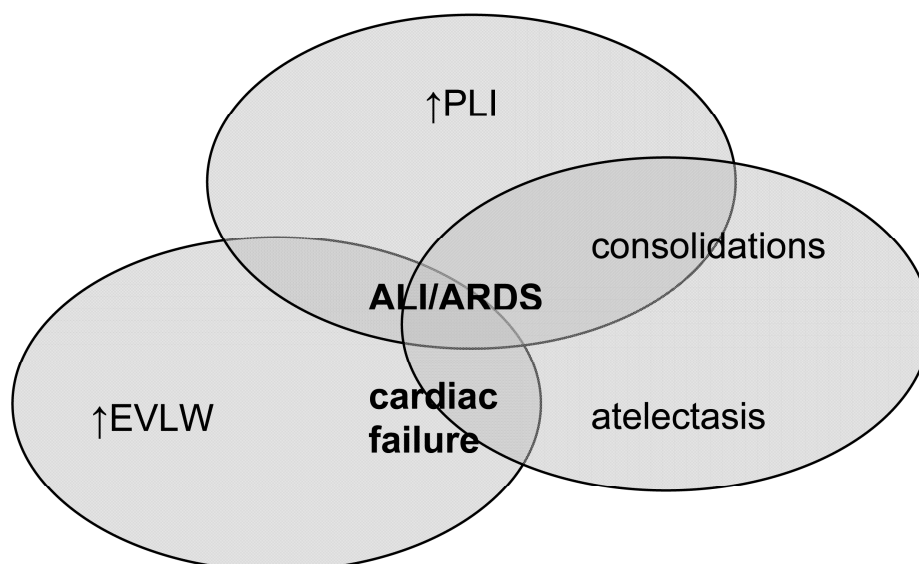 ↑PLI
consolidations
ALI/ARDS
cardiac
failure
↑EVLW
atelectasis